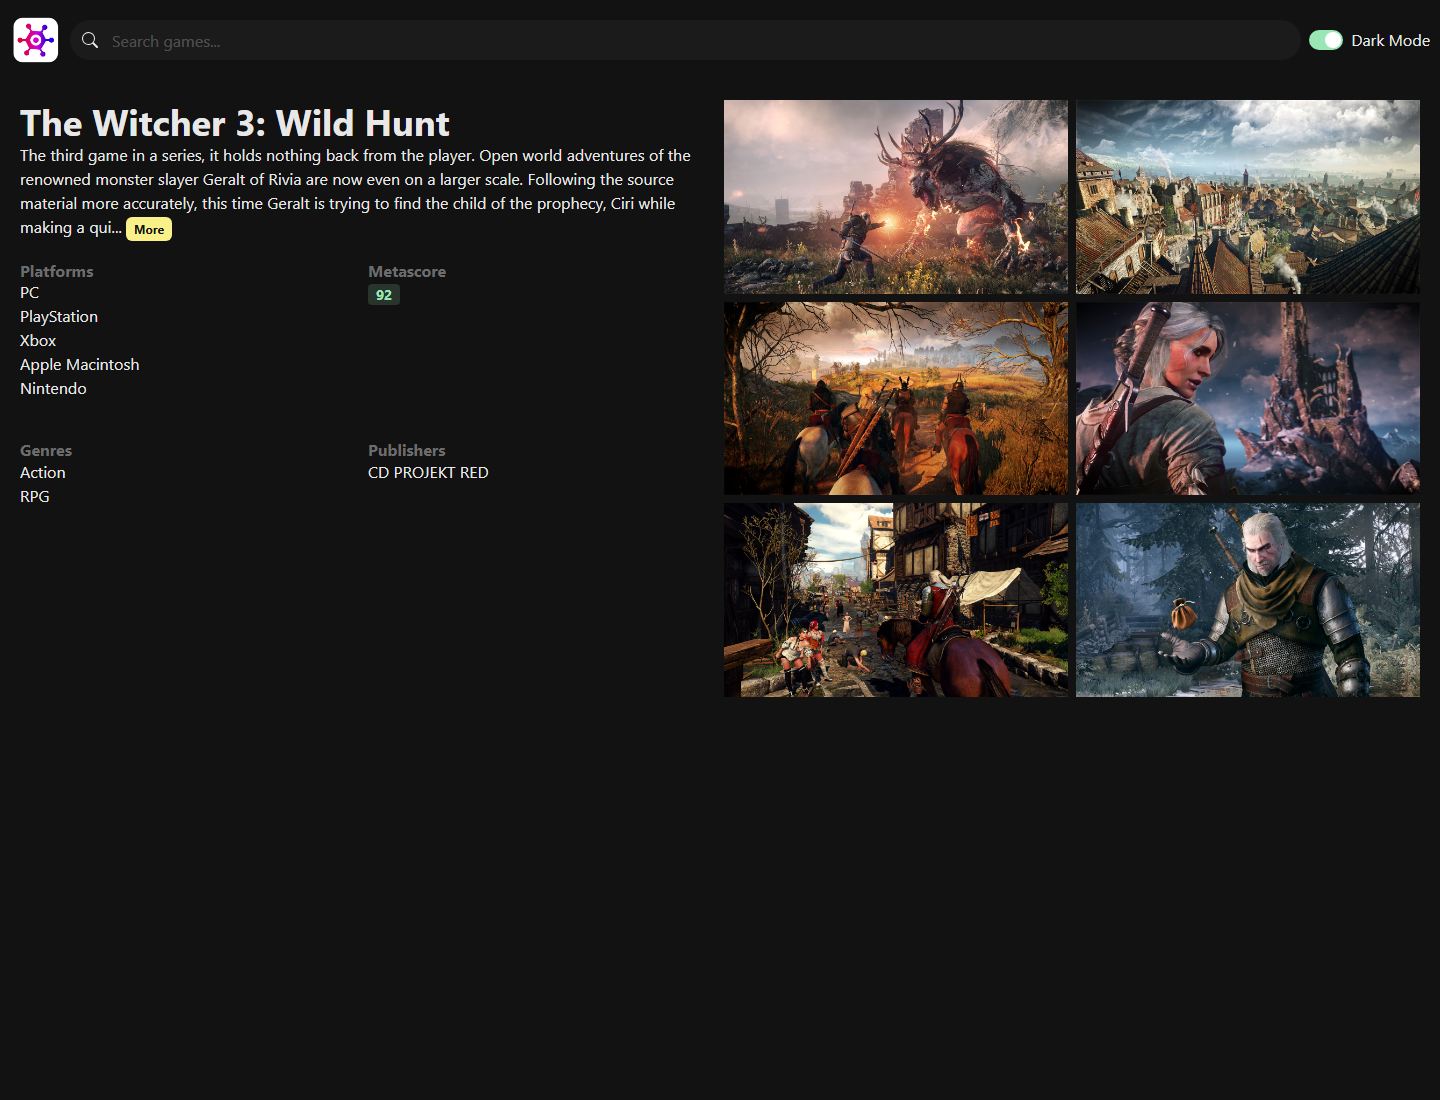 Search games...
Dark Mode
The Witcher 3: Wild Hunt
The third game in a series, it holds nothing back from the player. Open world adventures of the
renowned monster slayer Geralt of Rivia are now even on a larger scale. Following the source
material more accurately, this time Geralt is trying to find the child of the prophecy, Ciri while
making a qui... More
Platforms
PC
PlayStation
Xbox
Apple Macintosh
Nintendo
Metascore
92
Genres
Action
RPG
Publishers
CD PROJEKT RED